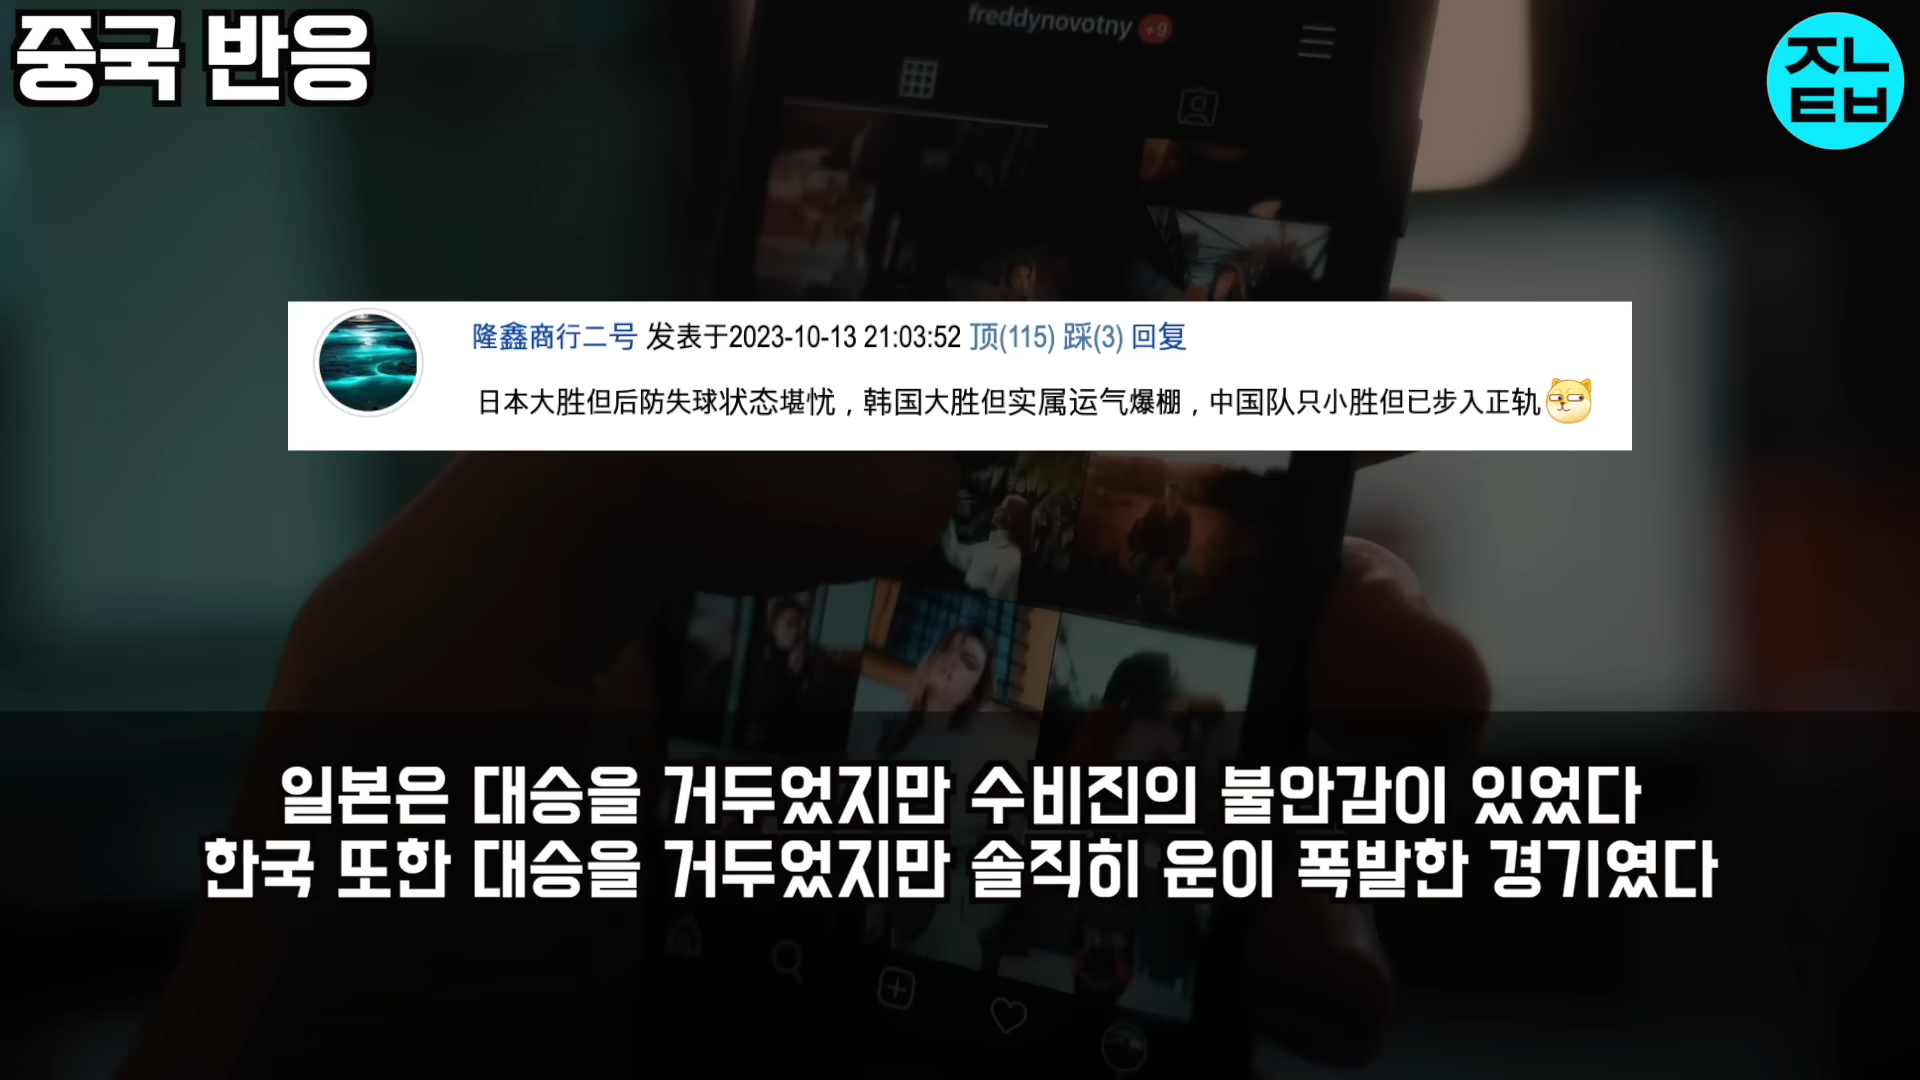 중국 반응
freddynovotny +9
잡튜브
隆鑫商行二号 发表于2023-10-13 21:03:52 顶(115) 踩(3) 回复
日本大胜但后防失球状态堪忧，韩国大胜但实属运气爆棚，中国队只小胜但已步入正轨
일본은 대승을 거두었지만 수비진의 불안감이 있었다
한국 또한 대승을 거두었지만 솔직히 운이 폭발한 경기였다